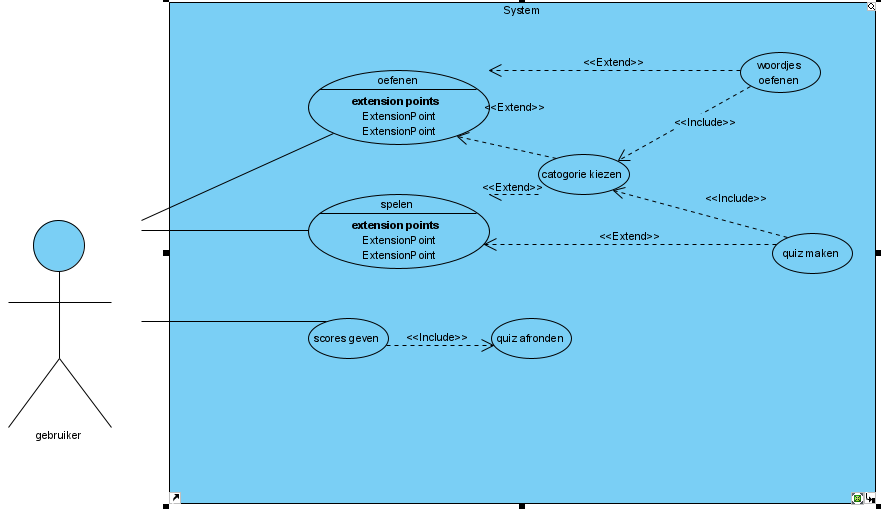 System
oefenen
extension points
ExtensionPoint
ExtensionPoint
<<Extend>>
woordjes
oefenen
<<Extend>>
<<Include>>
catogorie kiezen
<<Extend>>
<<Include>>
spelen
extension points
ExtensionPoint
ExtensionPoint
<<Extend>>
quiz maken
scores geven
<<Include>>
quiz afronden
gebruiker